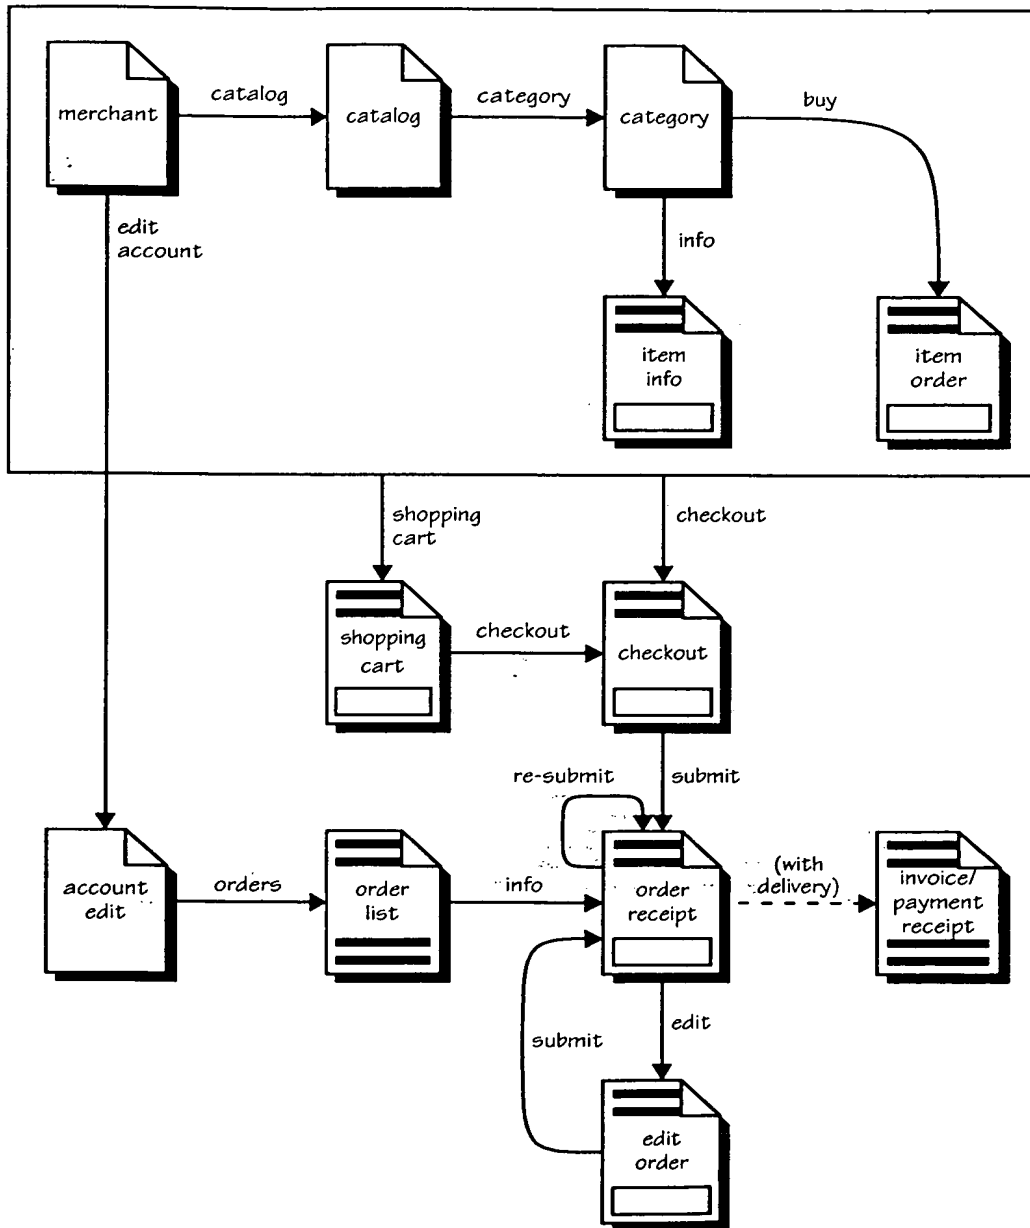 merchant
catalog
catalog
category
category
buy
edit
account
info
item
info
item
order
shopping
cart
checkout
shopping
cart
checkout
checkout
re-submit
submit
account
edit
orders
order
list
info
order
receipt
(with
delivery)
invoice/
payment
receipt
submit
edit
edit
order